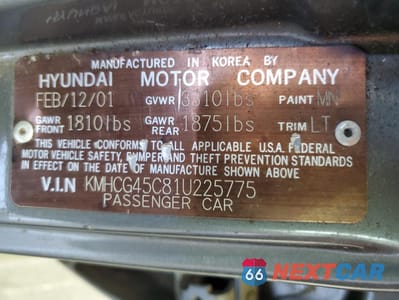 MANUFACTURED IN KOREA BY
HYUNDAI MOTOR COMPANY
FEB/12/01 GVWR 3310lbs PAINT MN
GAWR FRONT 1810lbs GAWR REAR 1875lbs TRIM LT
THIS VEHICLE CONFORMS TO ALL APPLICABLE U.S.A. FEDERAL
MOTOR VEHICLE SAFETY, BUMPER AND THEFT PREVENTION STANDARDS
IN EFFECT ON THE DATE OF MANUFACTURE SHOWN ABOVE
V.I.N KMHCG45C81U225775
PASSENGER CAR
66 NEXTCAR